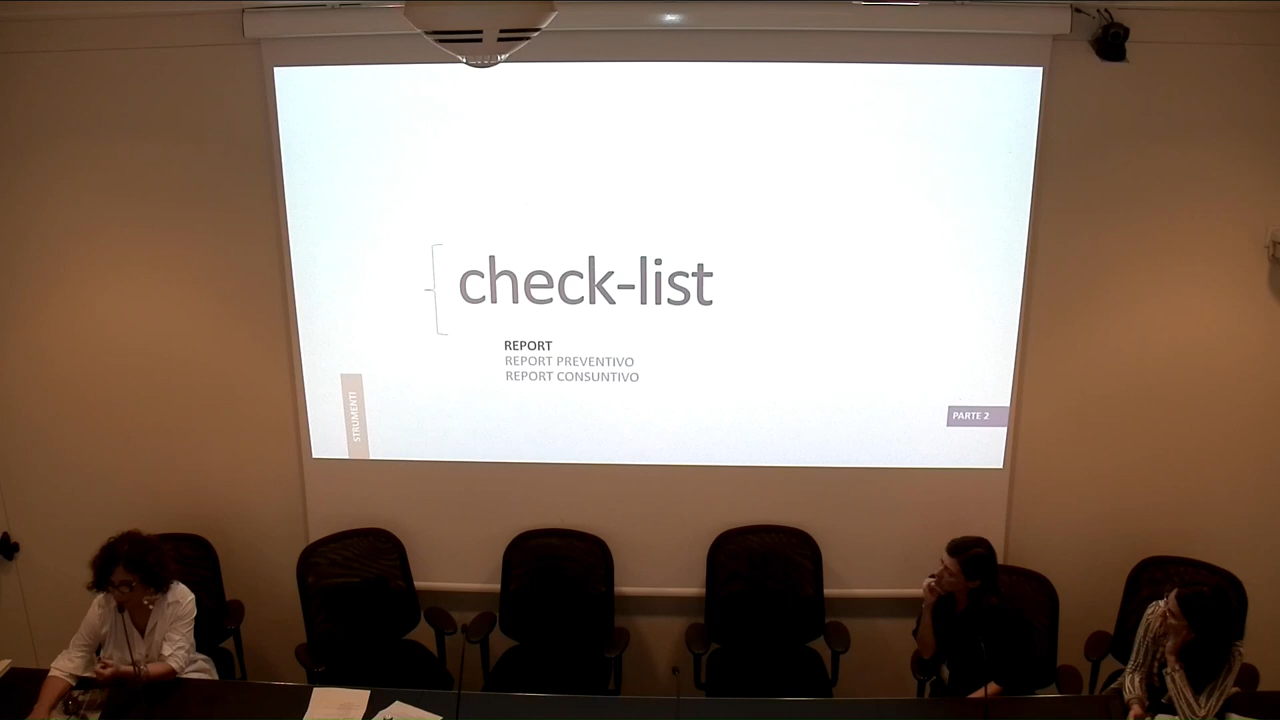 check-list
REPORT
REPORT PREVENTIVO
REPORT CONSUNTIVO
STRUMENTI
PARTE 2